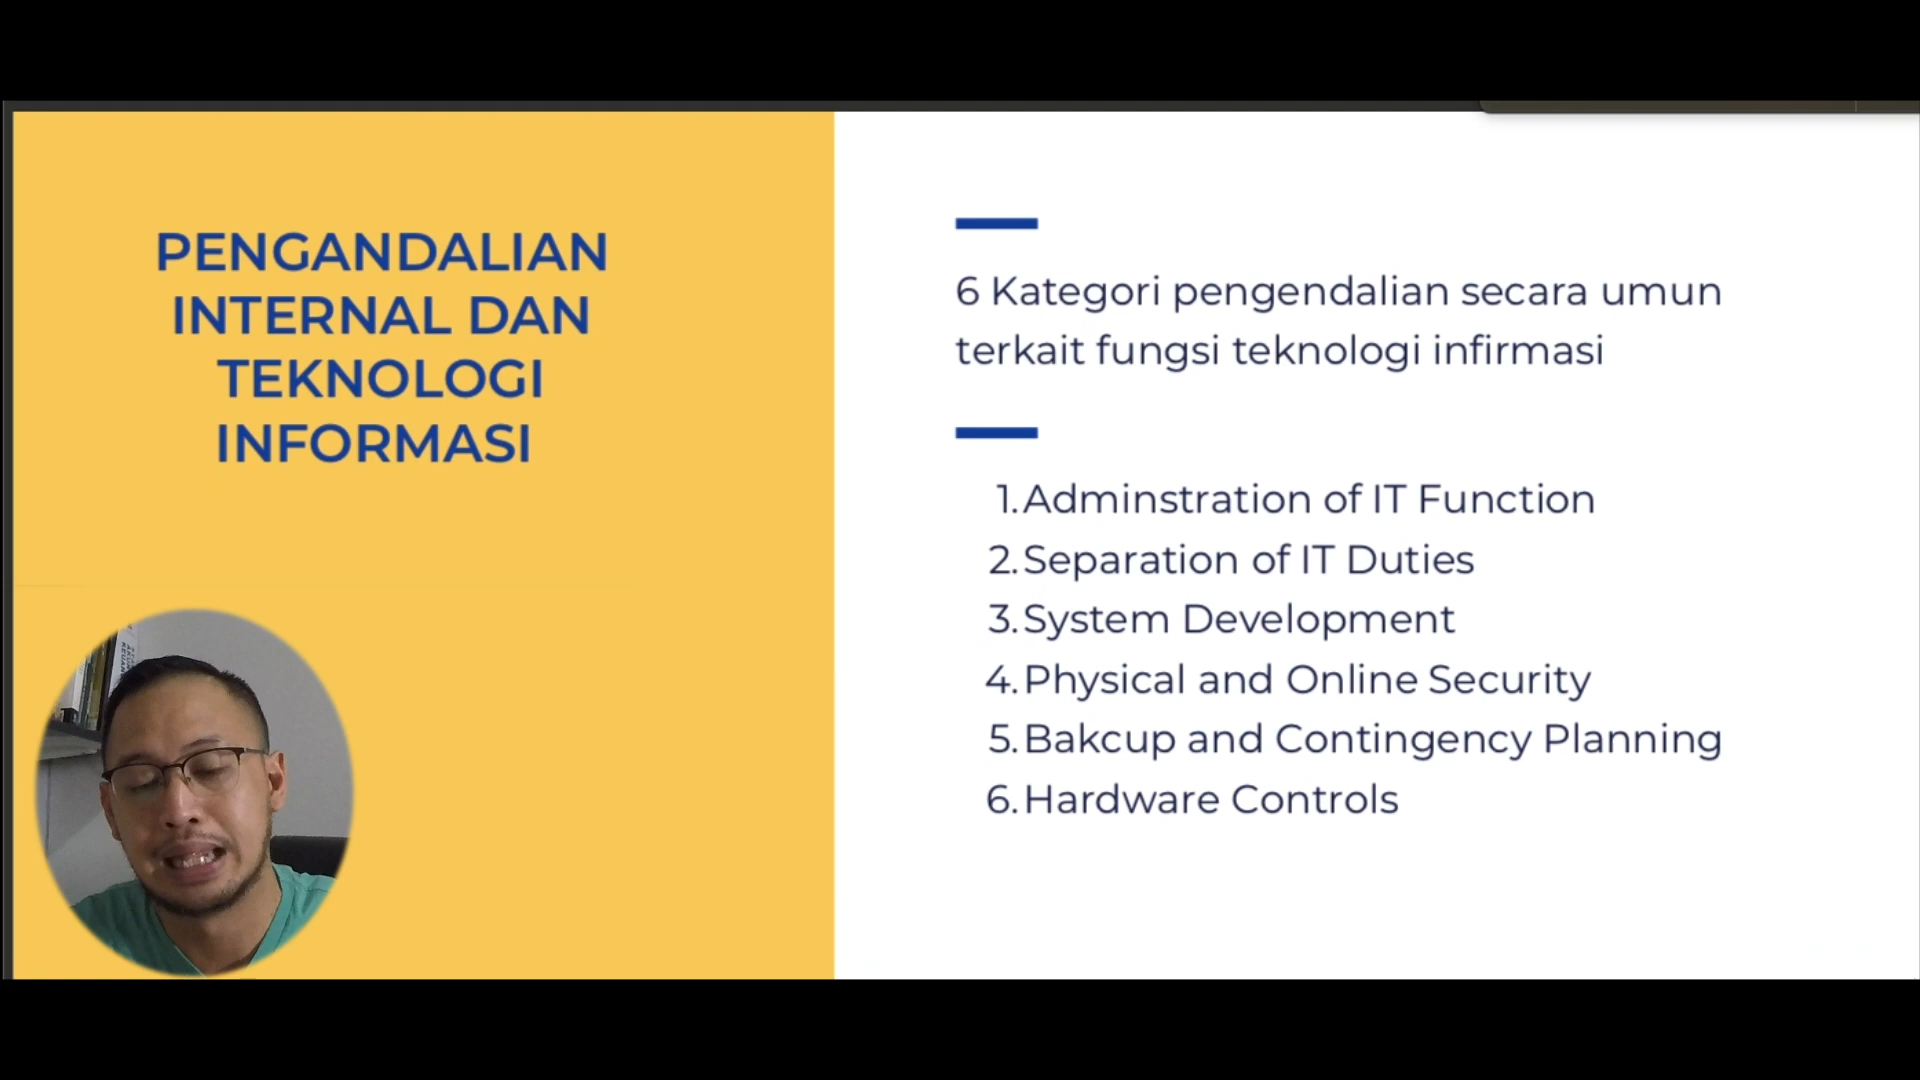 PENGANDALIAN
INTERNAL DAN
TEKNOLOGI
INFORMASI
6 Kategori pengendalian secara umun
terkait fungsi teknologi infirmasi
1.Adminstration of IT Function
2.Separation of IT Duties
3.System Development
4.Physical and Online Security
5.Bakcup and Contingency Planning
6.Hardware Controls